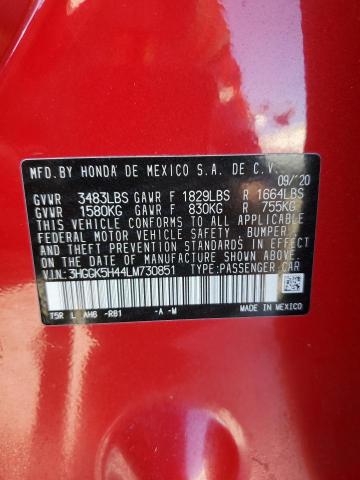 MFD.BY HONDA DE MEXICO S.A. DE C.V.
09/'20
GVWR 3483LBS GAWR F 1829LBS R 1664LBS
GVWR 1580KG GAWR F 830KG R 755KG
THIS VEHICLE CONFORMS TO ALL APPLICABLE
FEDERAL MOTOR VEHICLE SAFETY , BUMPER ,
AND THEFT PREVENTION STANDARDS IN EFFECT
ON THE DATE OF MANUFACTURE SHOWN ABOVE.
V.I.N.:3HGGK5H44LM730851 TYPE:PASSENGER CAR
T5R L AH6 -R81 -A -M
MADE IN MEXICO